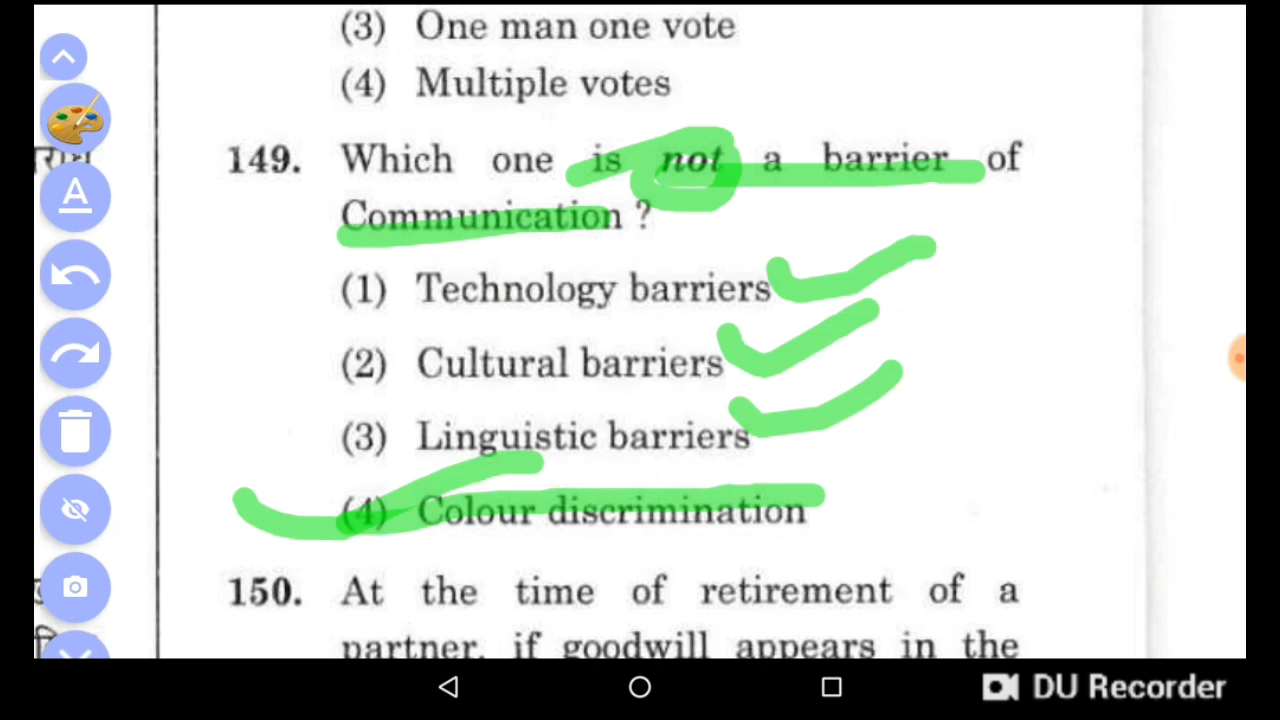 (3) One man one vote
(4) Multiple votes
149. Which one is not a barrier of
Communication ?
(1) Technology barriers
(2) Cultural barriers
(3) Linguistic barriers
(4) Colour discrimination
150. At the time of retirement of a
partner, if goodwill appears in the
A
DU Recorder